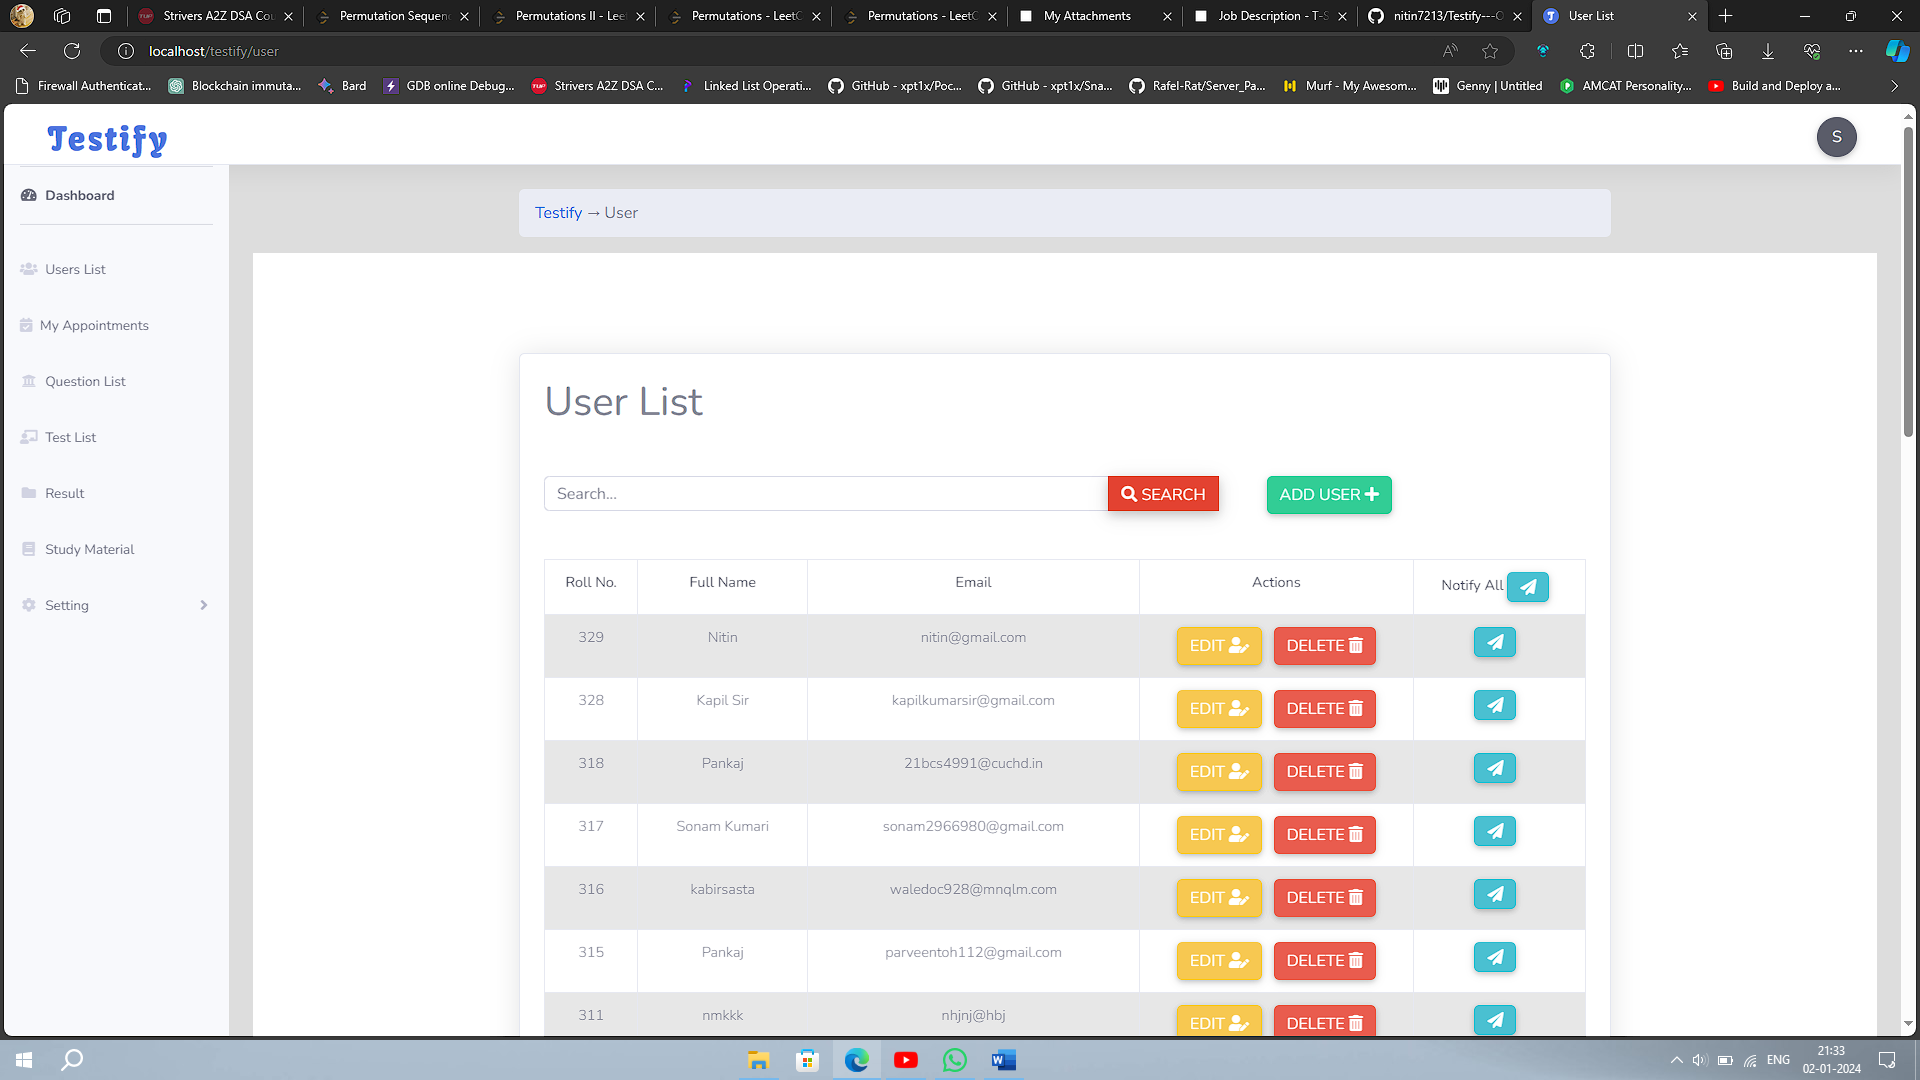 Strivers A2Z DSA Cou
Permutation Sequenc
Permutations II - Leet
Permutations - LeetC
Permutations - LeetC
My Attachments
Job Description - T-S
nitin7213/Testify---O
User List
localhost/testify/user
Firewall Authenticat...
Blockchain immuta...
Bard
GDB online Debug...
Strivers A2Z DSA C...
Linked List Operati...
GitHub - xpt1x/Poc...
GitHub - xpt1x/Sna...
Rafel-Rat/Server_Pa...
Murf - My Awesom...
Genny | Untitled
AMCAT Personality...
Build and Deploy a...
Testify
S
Dashboard
Users List
My Appointments
Question List
Test List
Result
Study Material
Setting
Testify → User
User List
Search...
SEARCH
ADD USER
Roll No. Full Name Email Actions Notify All
329 Nitin nitin@gmail.com EDIT DELETE
328 Kapil Sir kapilkumarsir@gmail.com EDIT DELETE
318 Pankaj 21bcs4991@cuchd.in EDIT DELETE
317 Sonam Kumari sonam2966980@gmail.com EDIT DELETE
316 kabirsasta waledoc928@mnqlm.com EDIT DELETE
315 Pankaj parveentoh112@gmail.com EDIT DELETE
311 nmkkk nhjnj@hbj EDIT DELETE
ENG
21:33
02-01-2024